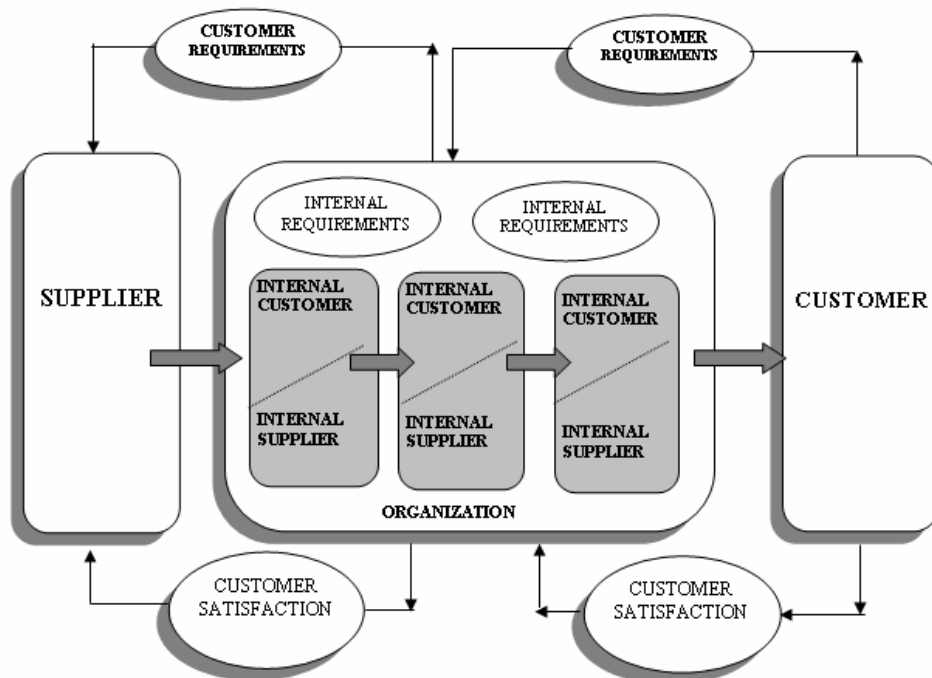 CUSTOMER
REQUIREMENTS
CUSTOMER
REQUIREMENTS
INTERNAL
REQUIREMENTS
INTERNAL
REQUIREMENTS
SUPPLIER
INTERNAL
CUSTOMER
INTERNAL
SUPPLIER
INTERNAL
CUSTOMER
INTERNAL
SUPPLIER
INTERNAL
CUSTOMER
INTERNAL
SUPPLIER
CUSTOMER
ORGANIZATION
CUSTOMER
SATISFACTION
CUSTOMER
SATISFACTION